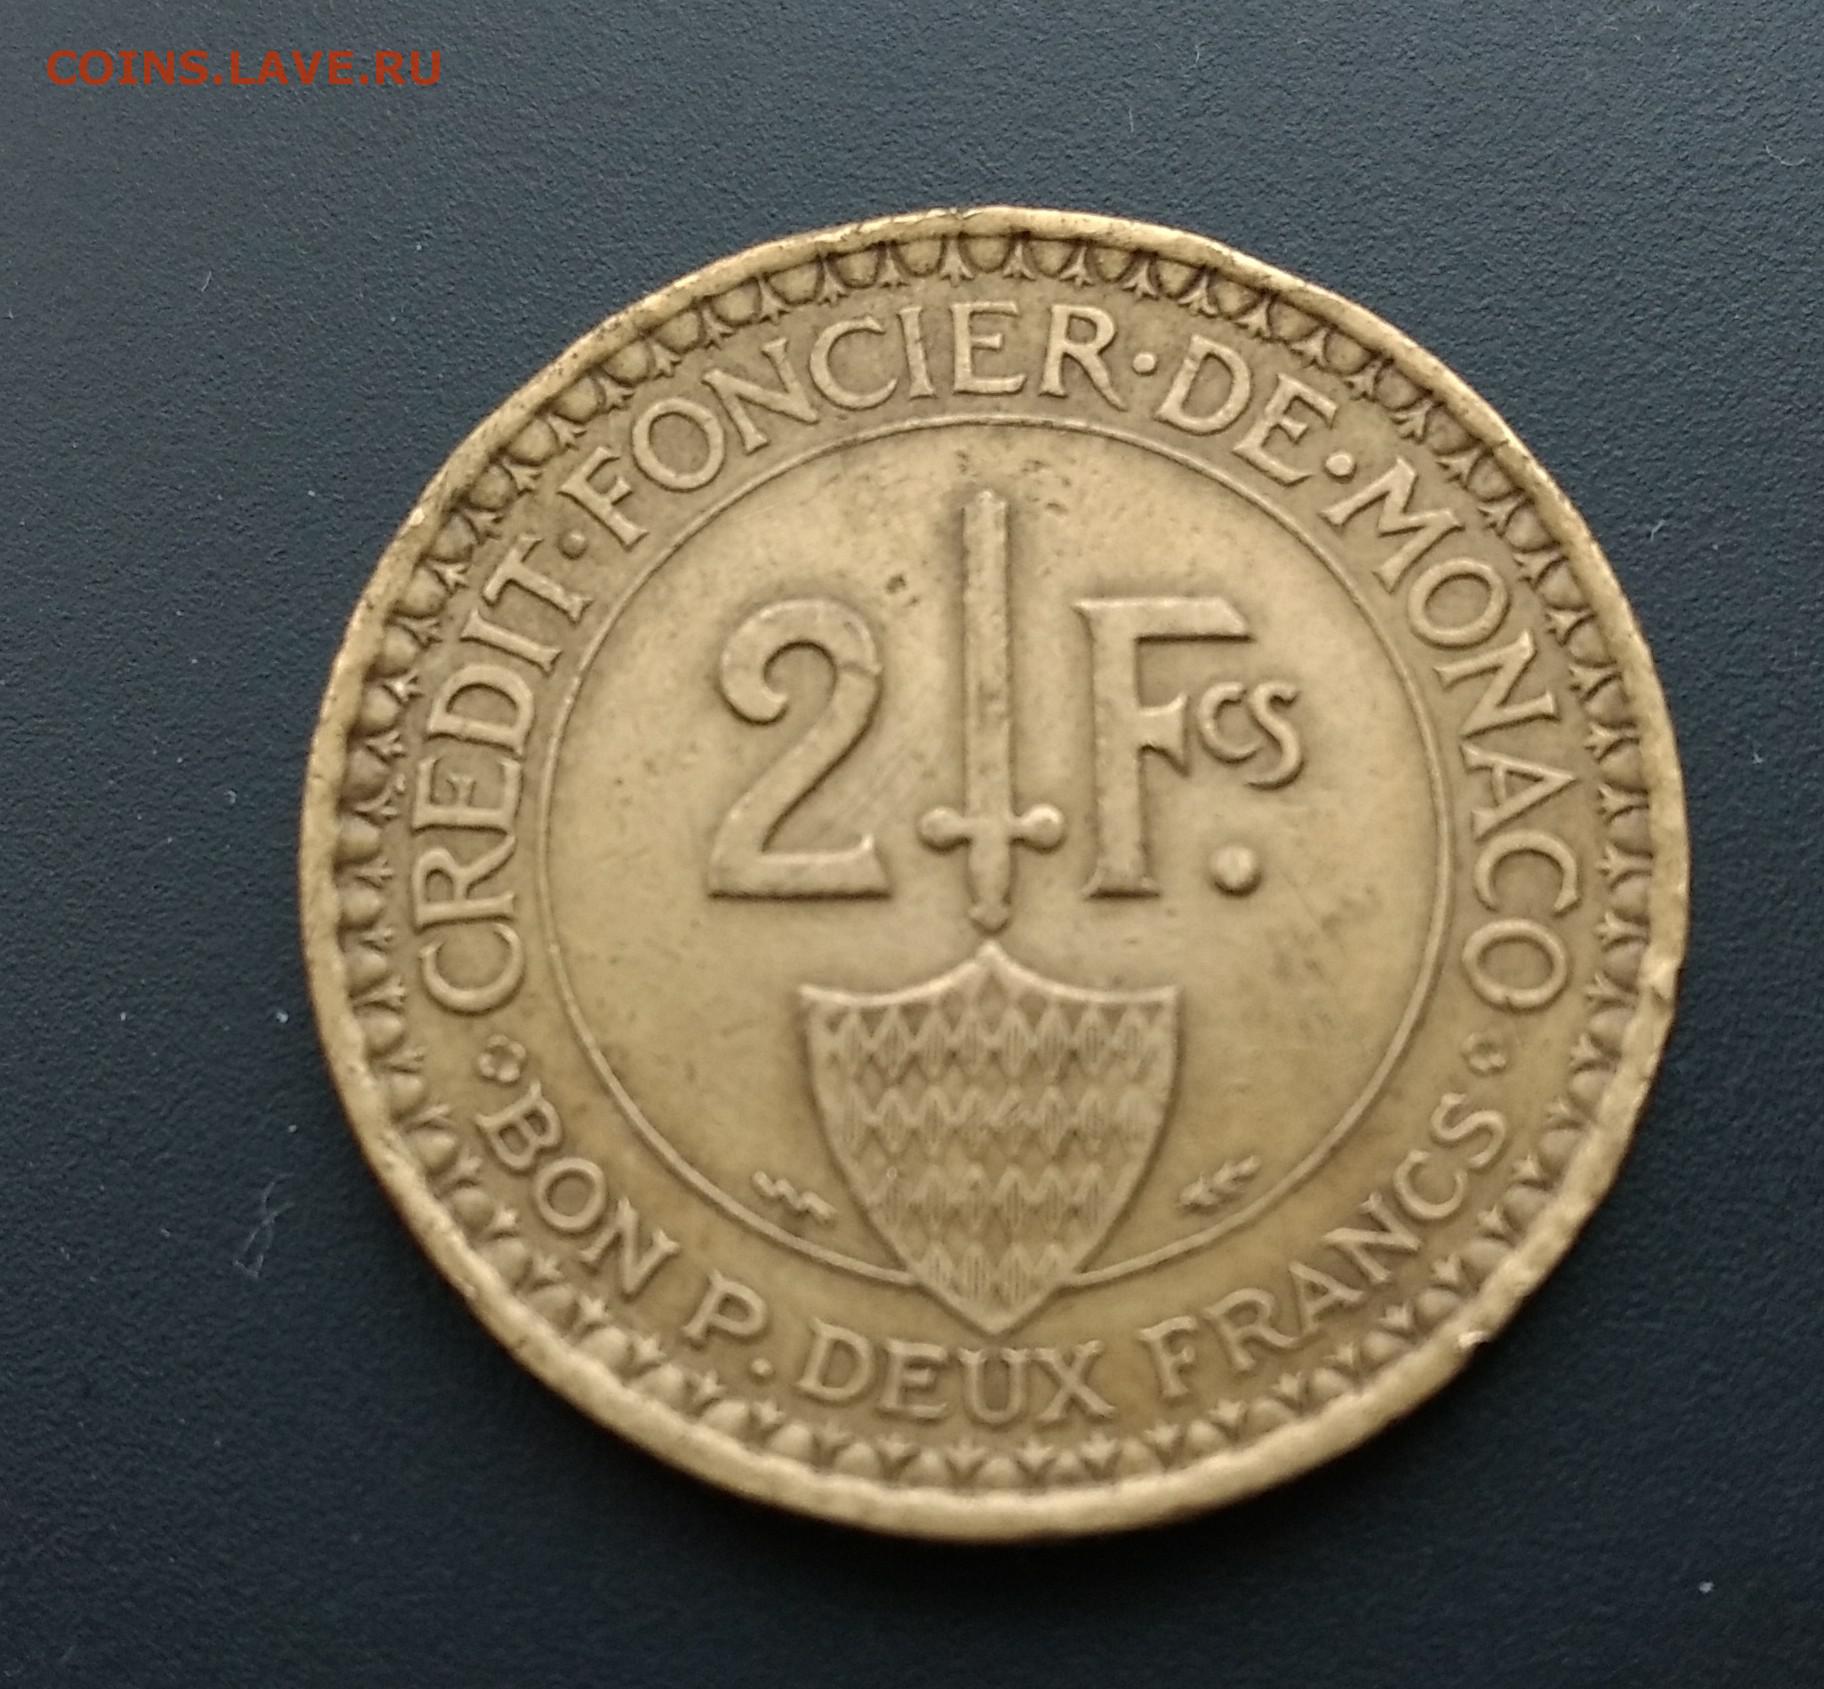 COINS.LAVE.RU
CREDIT·FONCIER·DE·MONACO
2 Fcs.
BON P. DEUX FRANCS